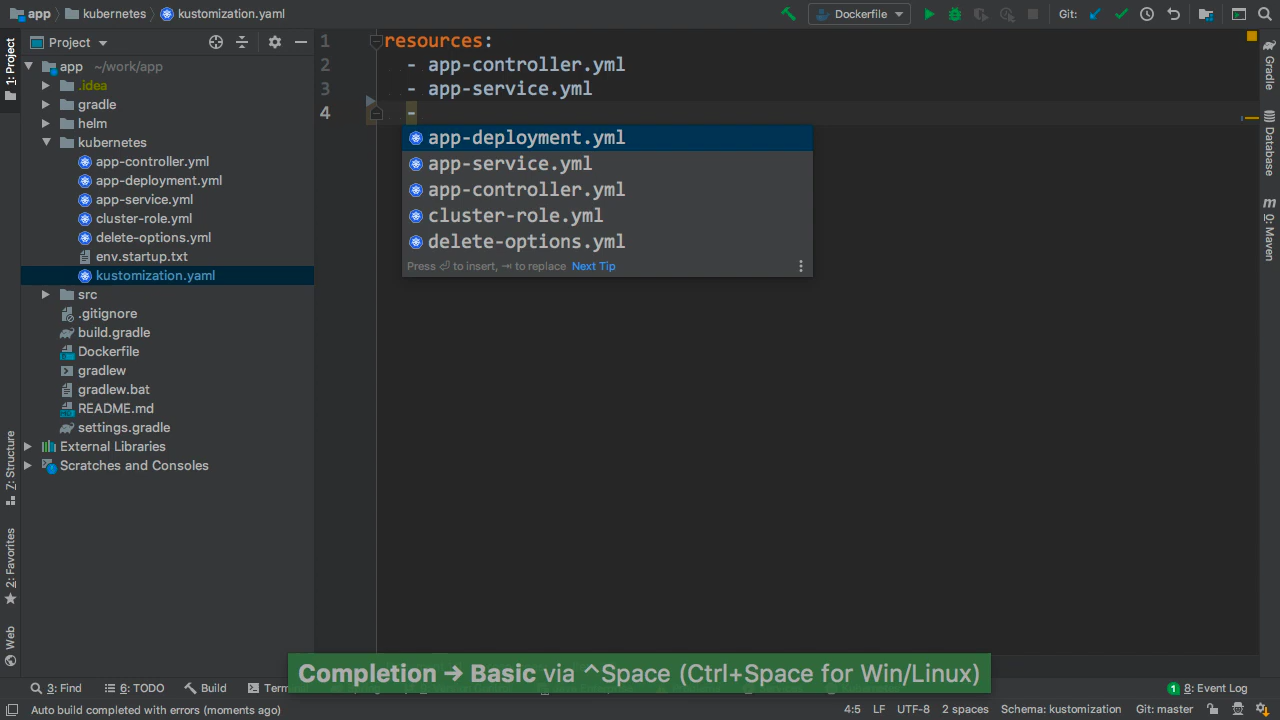 app kubernetes kustomization.yaml
Dockerfile Git:
1: Project
Project
app ~/work/app
.idea
gradle
helm
kubernetes
app-controller.yml
app-deployment.yml
app-service.yml
cluster-role.yml
delete-options.yml
env.startup.txt
kustomization.yaml
src
.gitignore
build.gradle
Dockerfile
gradlew
gradlew.bat
README.md
settings.gradle
External Libraries
Scratches and Consoles
Z: Structure
2: Favorites
Web
1 resources:
2 - app-controller.yml
3 - app-service.yml
4 -
app-deployment.yml
app-service.yml
app-controller.yml
cluster-role.yml
delete-options.yml
Press ⏎ to insert, ⇥ to replace Next Tip
Gradle
Database
m 0: Maven
Completion → Basic via ^Space (Ctrl+Space for Win/Linux)
3: Find 6: TODO Build
1 8: Event Log
Auto build completed with errors (moments ago)
4:5 LF UTF-8 2 spaces Schema: kustomization Git: master